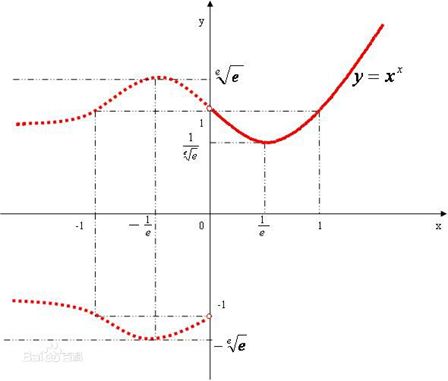 y
ᵉ√e
y = xˣ
1
1/ᵉ√e
-1
-1/e
0
1/e
1
x
-1
-ᵉ√e
Baidu百科